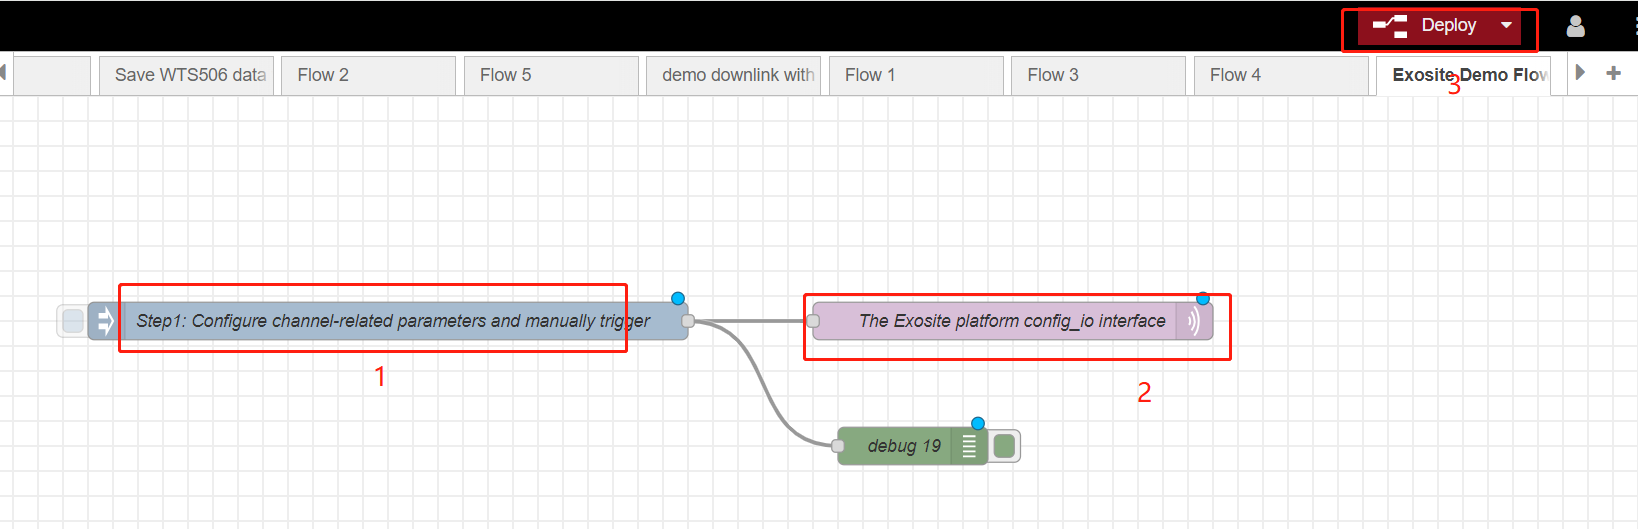 Deploy
Save WTS506 data
Flow 2
Flow 5
demo downlink with
Flow 1
Flow 3
Flow 4
Exosite Demo Flow
3
Step1: Configure channel-related parameters and manually trigger
The Exosite platform config_io interface
1
2
debug 19